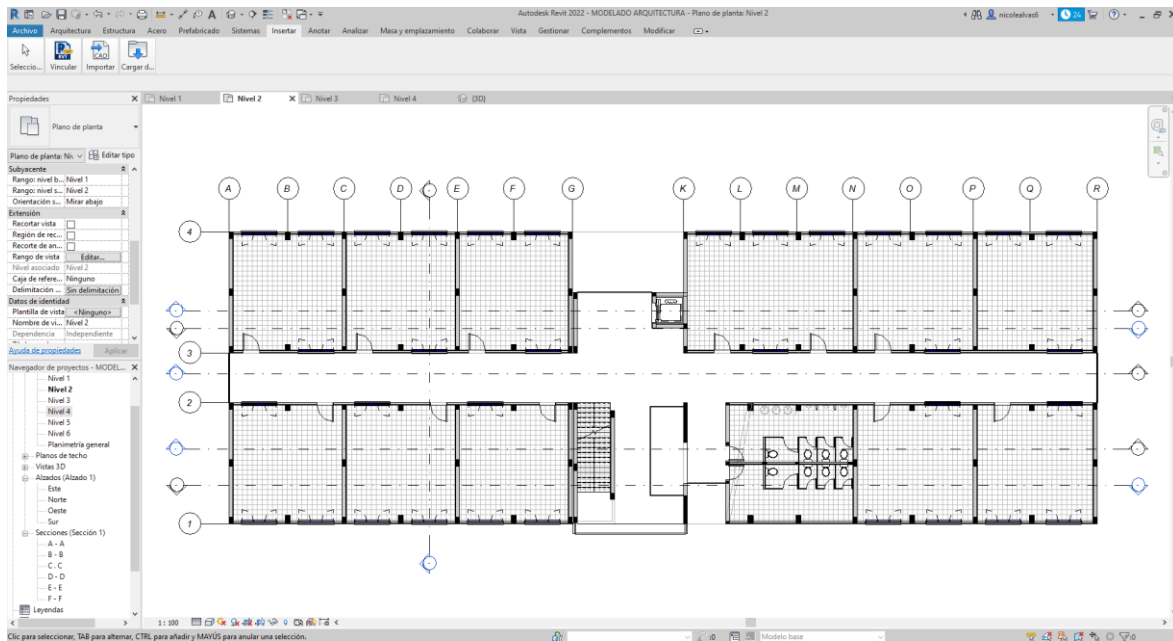 Autodesk Revit 2022 - MODELADO ARQUITECTURA - Plano de planta: Nivel 2
nicolealvas6
24
Archivo Arquitectura Estructura Acero Prefabricado Sistemas Insertar Anotar Analizar Masa y emplazamiento Colaborar Vista Gestionar Complementos Modificar
Seleccio... Vincular Importar Cargar d...
Propiedades
Nivel 1 Nivel 2 Nivel 3 Nivel 4 {3D}
Plano de planta
Plano de planta: Niv Editar tipo
Subyacente
Rango: nivel b... Nivel 1
Rango: nivel s... Nivel 2
Orientación s... Mirar abajo
Extensión
Recortar vista
Región de rec...
Recorte de an...
Rango de vista Editar...
Nivel asociado Nivel 2
Caja de refere... Ninguno
Delimitación ... Sin delimitación
Datos de identidad
Plantilla de vista <Ninguno>
Nombre de vi... Nivel 2
Dependencia Independiente
Ayuda de propiedades Aplicar
Navegador de proyectos - MODEL...
Nivel 1
Nivel 2
Nivel 3
Nivel 4
Nivel 5
Nivel 6
Planimetría general
Planos de techo
Vistas 3D
Alzados (Alzado 1)
Este
Norte
Oeste
Sur
Secciones (Sección 1)
A - A
B - B
C . C
D - D
E - E
F - F
Leyendas
A B C D E F G K L M N O P Q R
4
3
2
1
1 : 100
Clic para seleccionar, TAB para alternar, CTRL para añadir y MAYÚS para anular una selección.
:0
Modelo base
:0